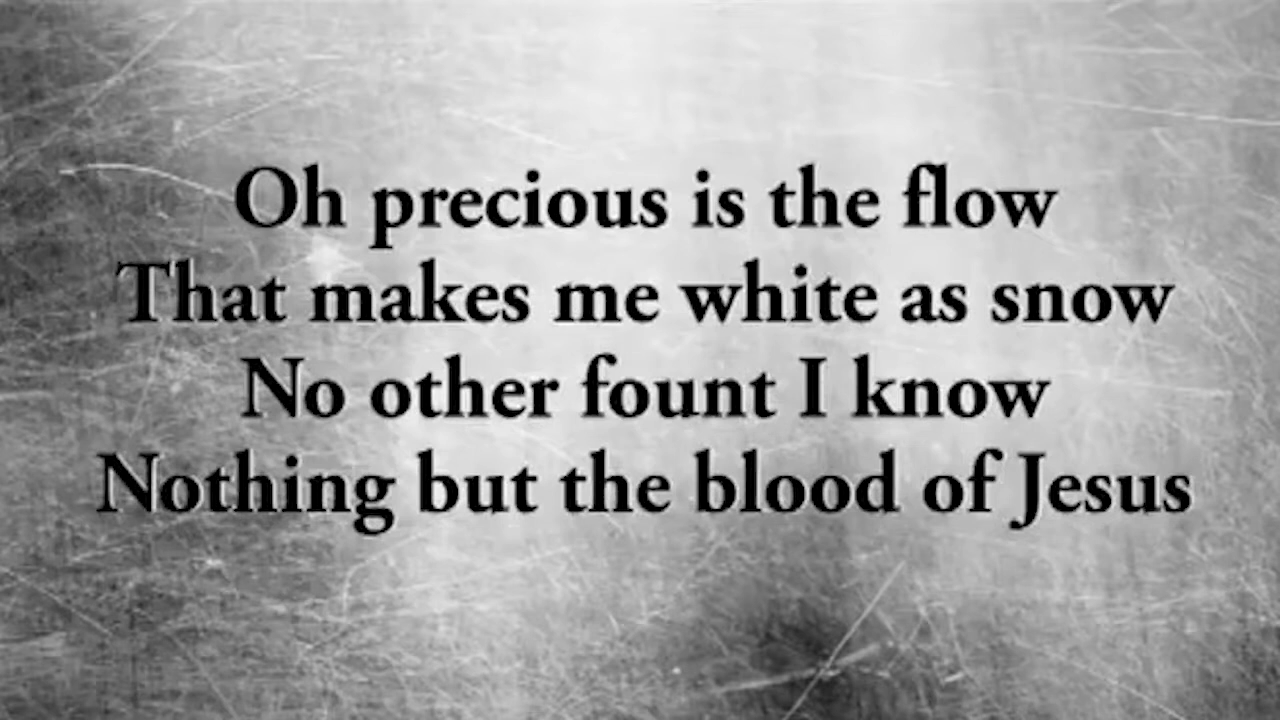 Oh precious is the flow
That makes me white as snow
No other fount I know
Nothing but the blood of Jesus